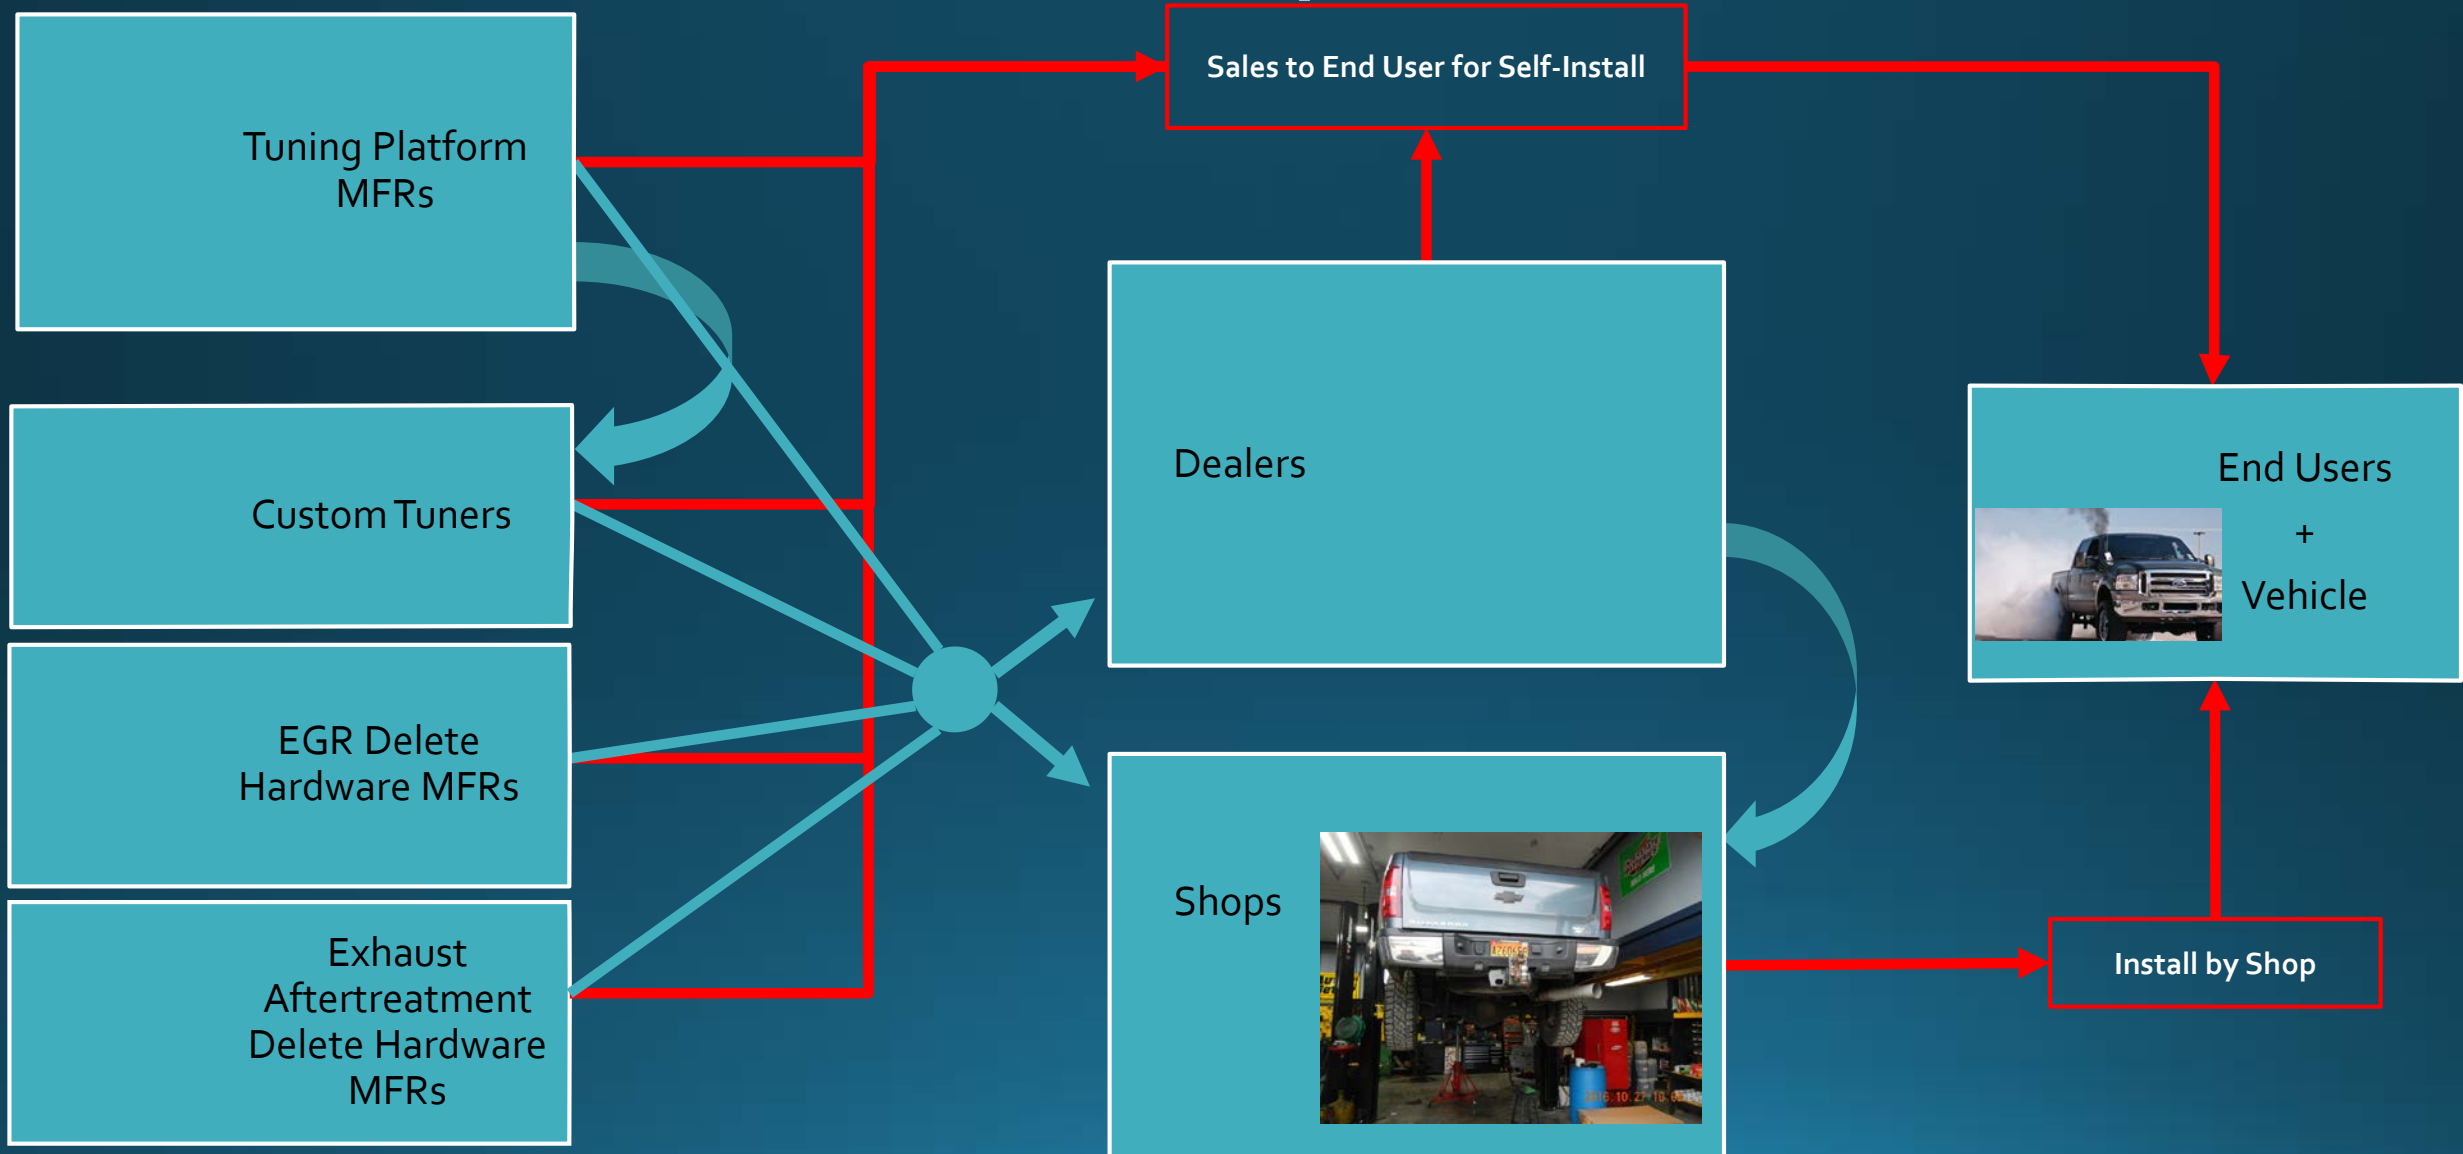 Sales to End User for Self-Install
Tuning Platform
MFRs
Custom Tuners
EGR Delete
Hardware MFRs
Exhaust
Aftertreatment
Delete Hardware
MFRs
Dealers
Shops
End Users
+
Vehicle
Install by Shop